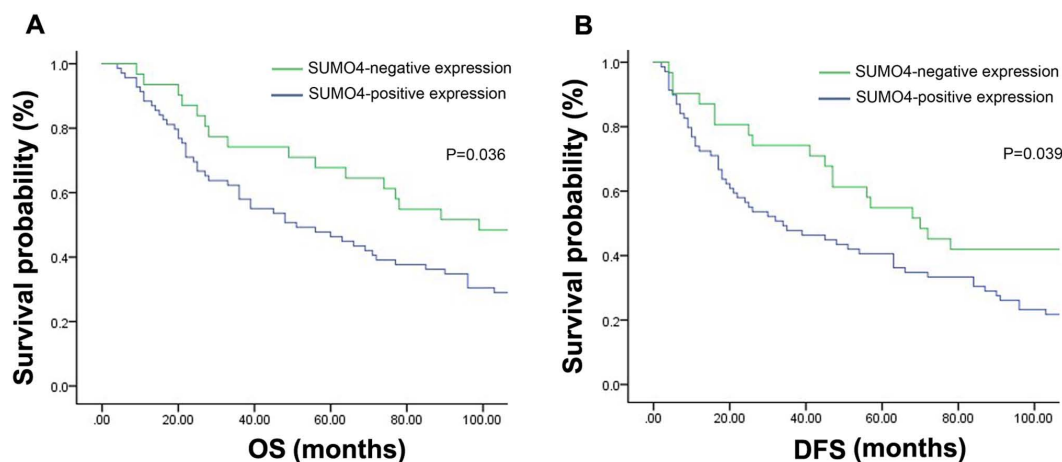 A
SUMO4-negative expression
SUMO4-positive expression
P=0.036
Survival probability (%)
1.0
0.8
0.6
0.4
0.2
0.0
.00 20.00 40.00 60.00 80.00 100.00
OS (months)
B
SUMO4-negative expression
SUMO4-positive expression
P=0.039
Survival probability (%)
1.0
0.8
0.6
0.4
0.2
0.0
.00 20.00 40.00 60.00 80.00 100.00
DFS (months)